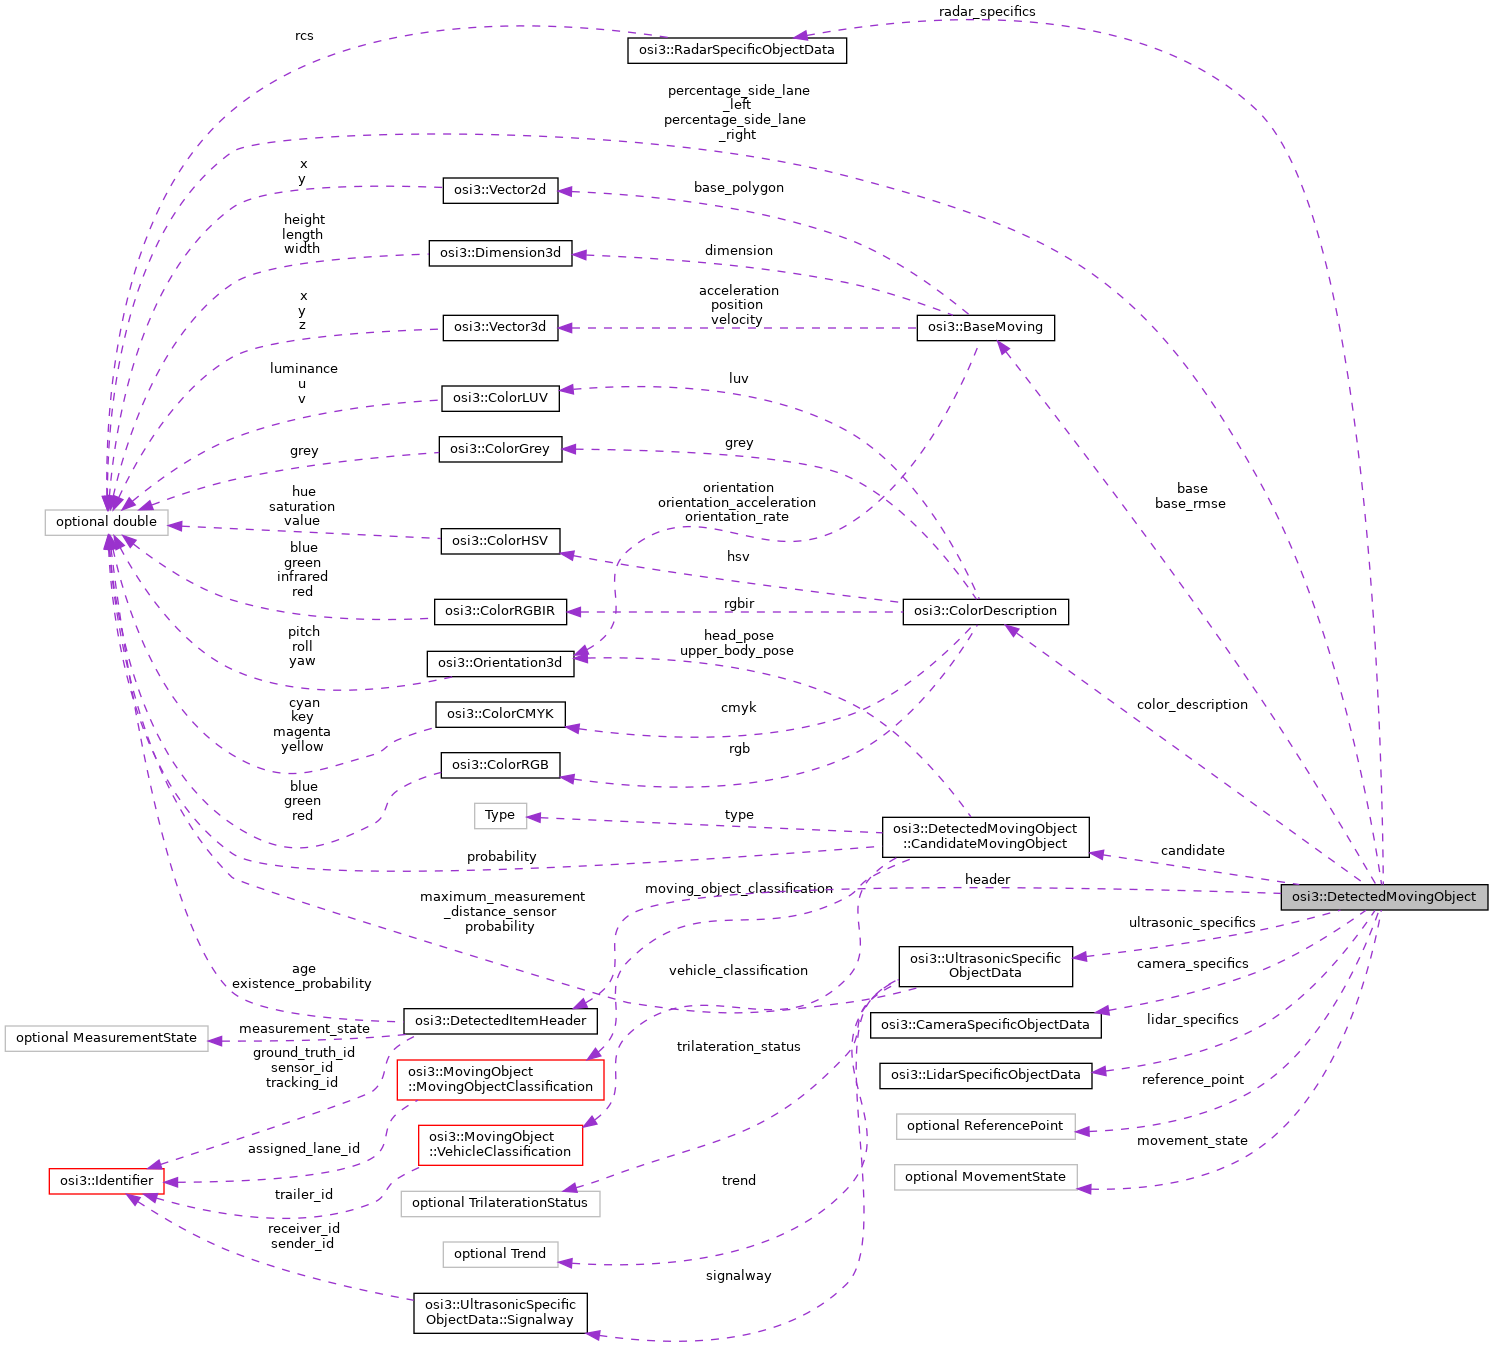 radar_specifics
rcs
osi3::RadarSpecificObjectData
percentage_side_lane
_left
percentage_side_lane
_right
x
y
osi3::Vector2d
base_polygon
height
length
width
osi3::Dimension3d
dimension
acceleration
position
velocity
x
y
z
osi3::Vector3d
osi3::BaseMoving
luminance
u
v
osi3::ColorLUV
luv
grey
osi3::ColorGrey
grey
hue
saturation
value
orientation
orientation_acceleration
orientation_rate
base
base_rmse
optional double
osi3::ColorHSV
hsv
blue
green
infrared
red
osi3::ColorRGBIR
rgbir
osi3::ColorDescription
pitch
roll
yaw
osi3::Orientation3d
head_pose
upper_body_pose
cyan
key
magenta
yellow
osi3::ColorCMYK
cmyk
color_description
osi3::ColorRGB
rgb
blue
green
red
Type
type
osi3::DetectedMovingObject
::CandidateMovingObject
candidate
probability
moving_object_classification
header
osi3::DetectedMovingObject
maximum_measurement
_distance_sensor
probability
ultrasonic_specifics
osi3::UltrasonicSpecific
ObjectData
camera_specifics
age
existence_probability
vehicle_classification
osi3::DetectedItemHeader
osi3::CameraSpecificObjectData
lidar_specifics
optional MeasurementState
measurement_state
ground_truth_id
sensor_id
tracking_id
trilateration_status
osi3::MovingObject
::MovingObjectClassification
osi3::LidarSpecificObjectData
reference_point
optional ReferencePoint
osi3::MovingObject
::VehicleClassification
assigned_lane_id
movement_state
osi3::Identifier
optional MovementState
trailer_id
optional TrilaterationStatus
trend
receiver_id
sender_id
optional Trend
signalway
osi3::UltrasonicSpecific
ObjectData::Signalway